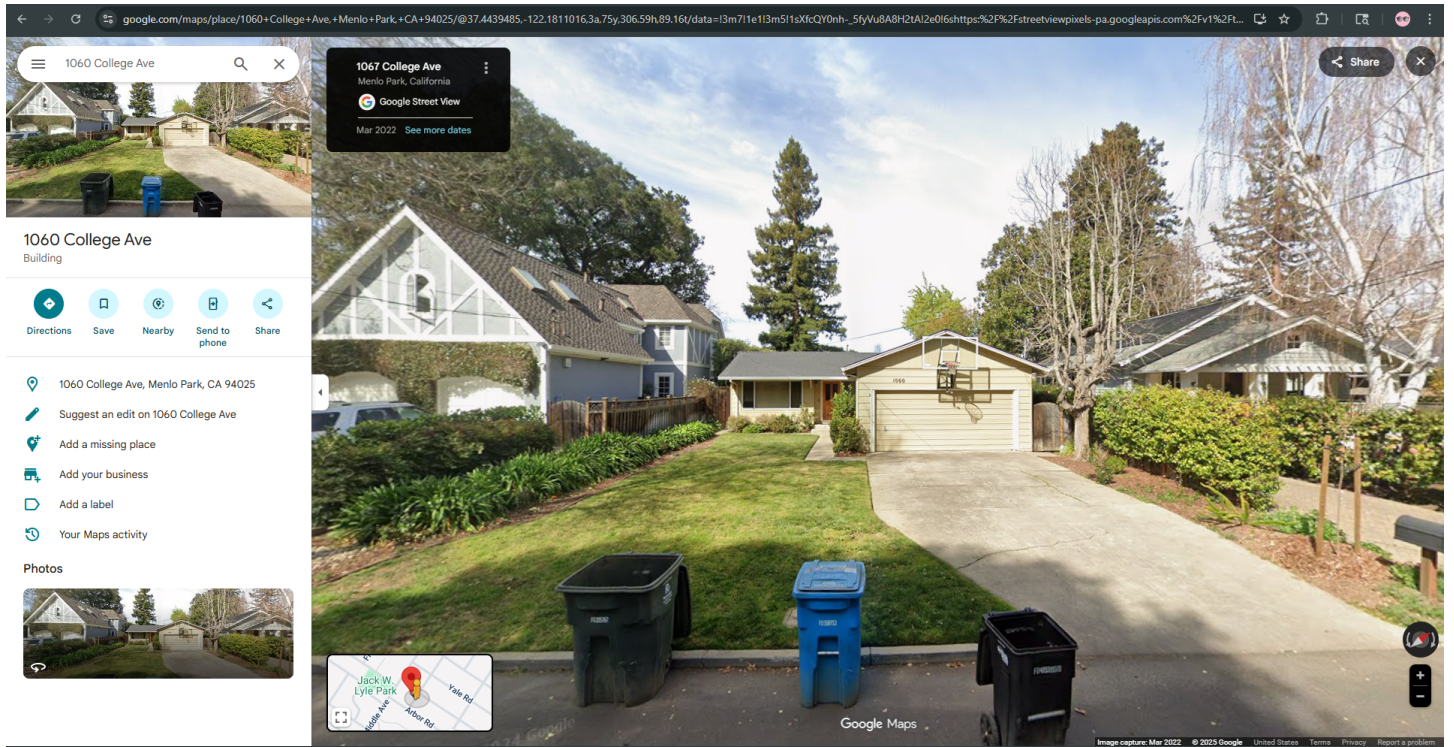 google.com/maps/place/1060+College+Ave,+Menlo+Park,+CA+94025/@37.4439485,-122.1811016,3a,75y,306.59h,89.16t/data=!3m7!1e1!3m5!1sXfcQY0nh-_5fyVu8A8H2tAI2e0!6shttps:%2F%2Fstreetviewpixels-pa.googleapis.com%2Fv1%2Ft...
1060 College Ave
1067 College Ave
Menlo Park, California
Google Street View
Mar 2022 See more dates
Share
1060 College Ave
Building
Directions
Save
Nearby
Send to phone
Share
1060 College Ave, Menlo Park, CA 94025
Suggest an edit on 1060 College Ave
Add a missing place
Add your business
Add a label
Your Maps activity
Photos
1060
Jack W.
Lyle Park
Yale Rd
Arbor Rd
Middle Ave
Google Maps
Image capture: Mar 2022 © 2025 Google United States Terms Privacy Report a problem